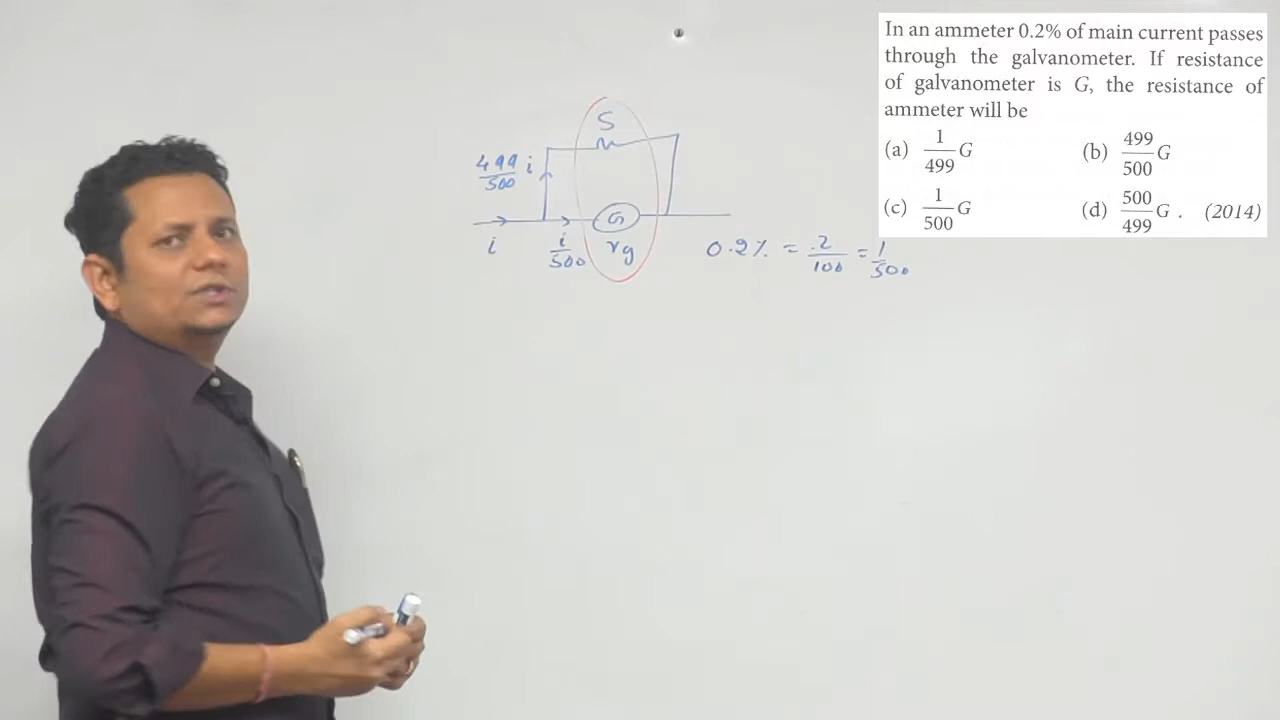 In an ammeter 0.2% of main current passes
through the galvanometer. If resistance
of galvanometer is G, the resistance of
ammeter will be
(a) 1/499 G (b) 499/500 G
(c) 1/500 G (d) 500/499 G . (2014)
S
499/500 i
G
i i/500 rg 0.2% = .2/100 = 1/500